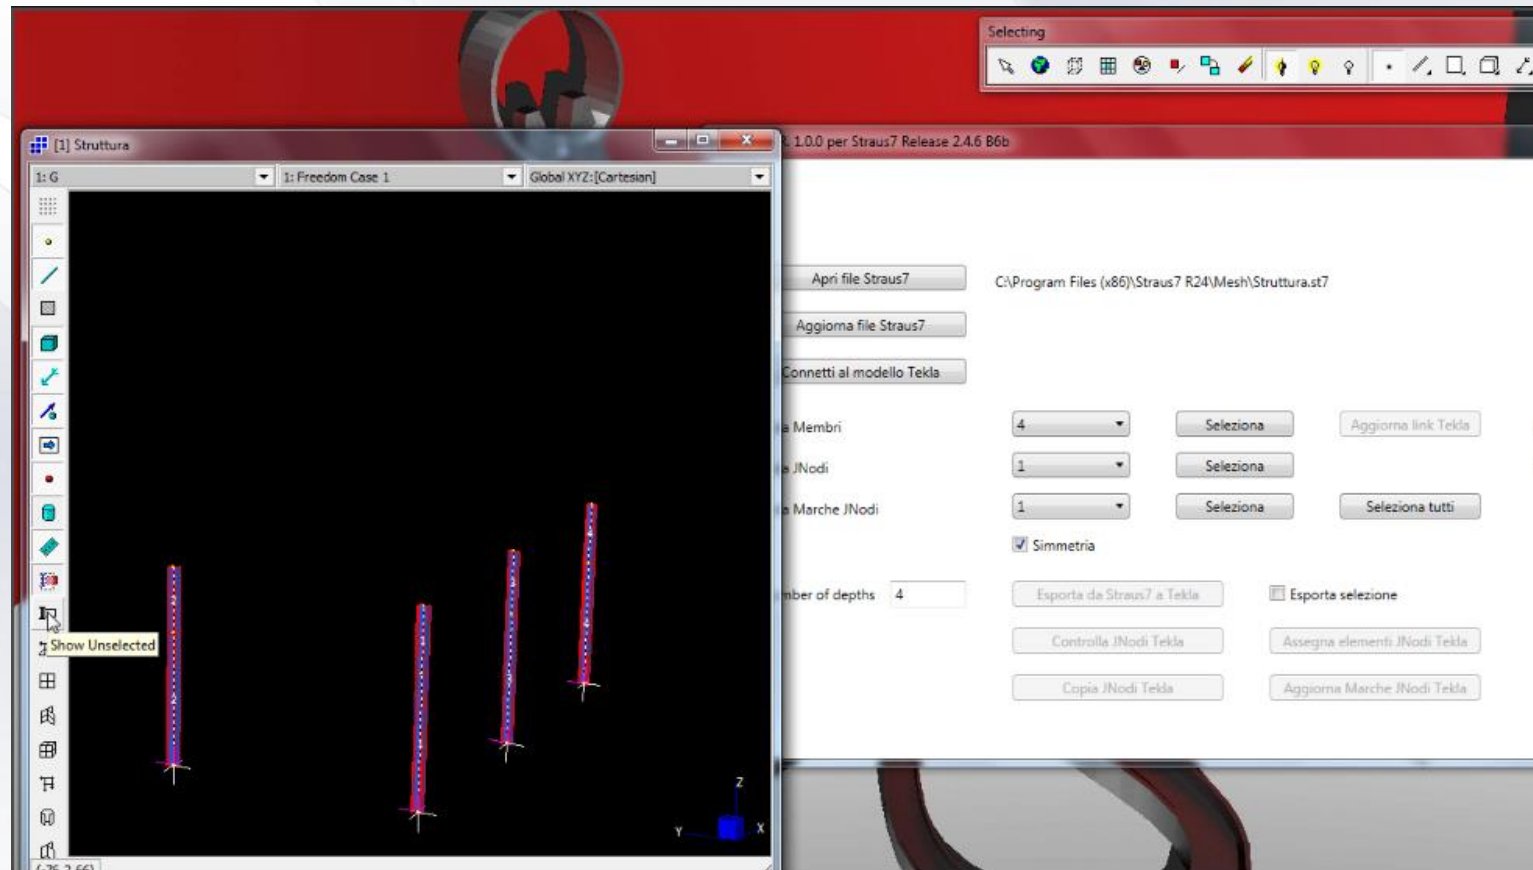 Selecting
[1] Struttura
1.0.0 per Straus7 Release 2.4.6 B6b
1: G
1: Freedom Case 1
Global XYZ:[Cartesian]
Apri file Straus7
C:\Program Files (x86)\Straus7 R24\Mesh\Struttura.st7
Aggiorna file Straus7
Connetti al modello Tekla
a Membri
4
Seleziona
Aggiorna link Tekla
a JNodi
1
Seleziona
a Marche JNodi
1
Seleziona
Seleziona tutti
Simmetria
mber of depths
4
Esporta da Straus7 a Tekla
Esporta selezione
Show Unselected
Controlla JNodi Tekla
Assegna elementi JNodi Tekla
Copia JNodi Tekla
Aggiorna Marche JNodi Tekla
Z
Y
X